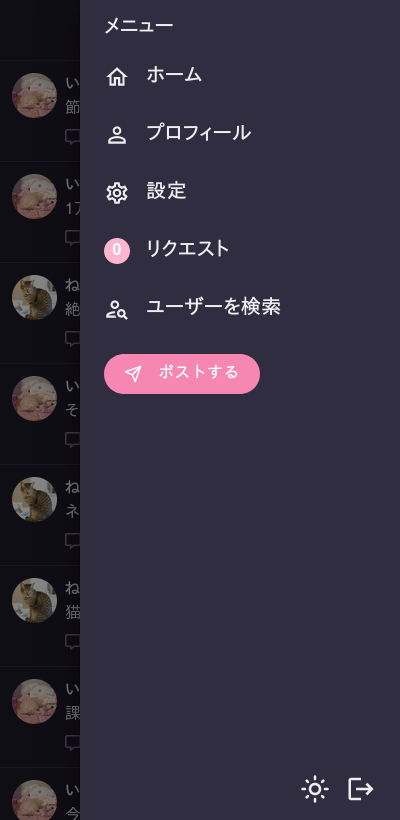 メニュー
ホーム
プロフィール
設定
0
リクエスト
ユーザーを検索
ポストする
い
節
い
1
ね
絶
い
そ
ね
ネ
ね
猫
い
課
い
今